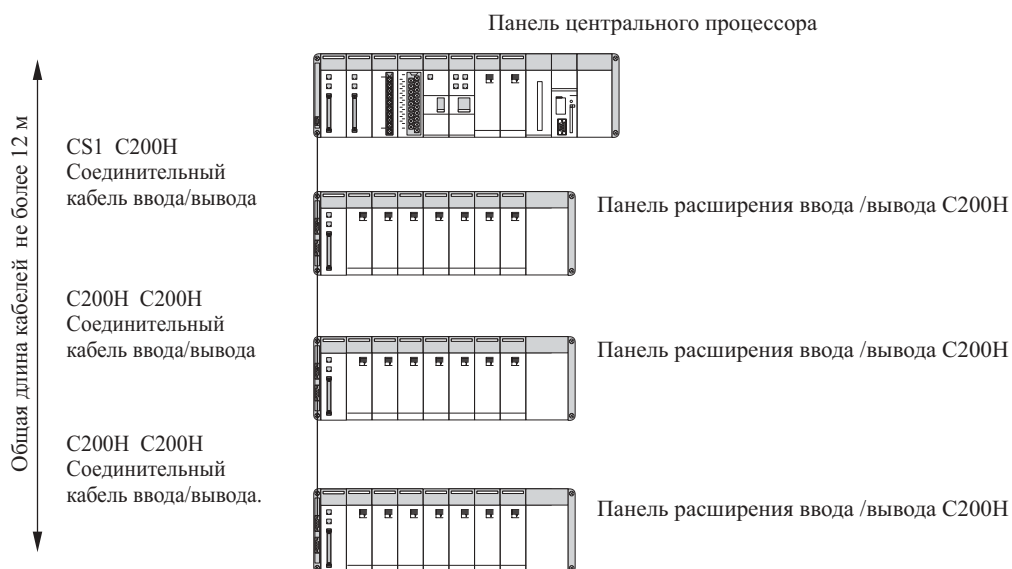 Панель центрального процессора
Общая длина кабелей не более 12 м
CS1 C200H
Соединительный
кабель ввода/вывода
Панель расширения ввода /вывода C200H
C200H C200H
Соединительный
кабель ввода/вывода
Панель расширения ввода /вывода C200H
C200H C200H
Соединительный
кабель ввода/вывода.
Панель расширения ввода /вывода C200H